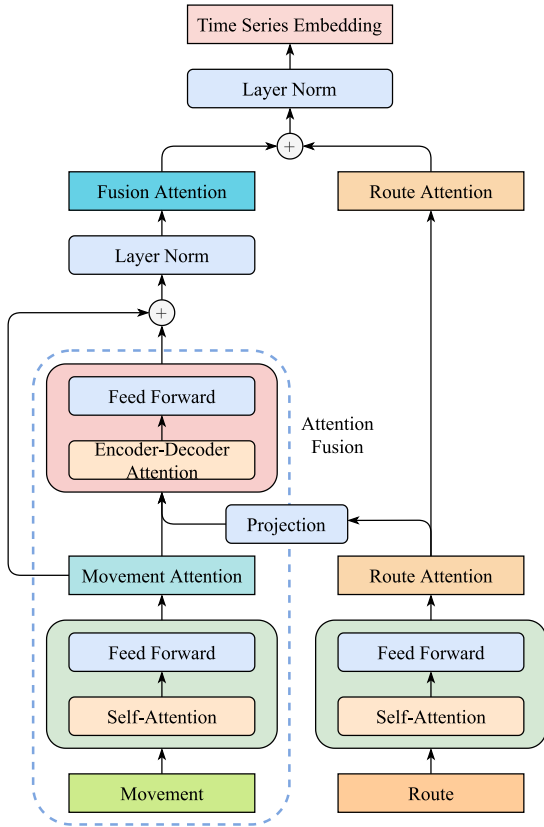 Time Series Embedding
Layer Norm
+
Fusion Attention
Route Attention
Layer Norm
+
Feed Forward
Attention
Fusion
Encoder-Decoder
Attention
Projection
Movement Attention
Route Attention
Feed Forward
Feed Forward
Self-Attention
Self-Attention
Movement
Route